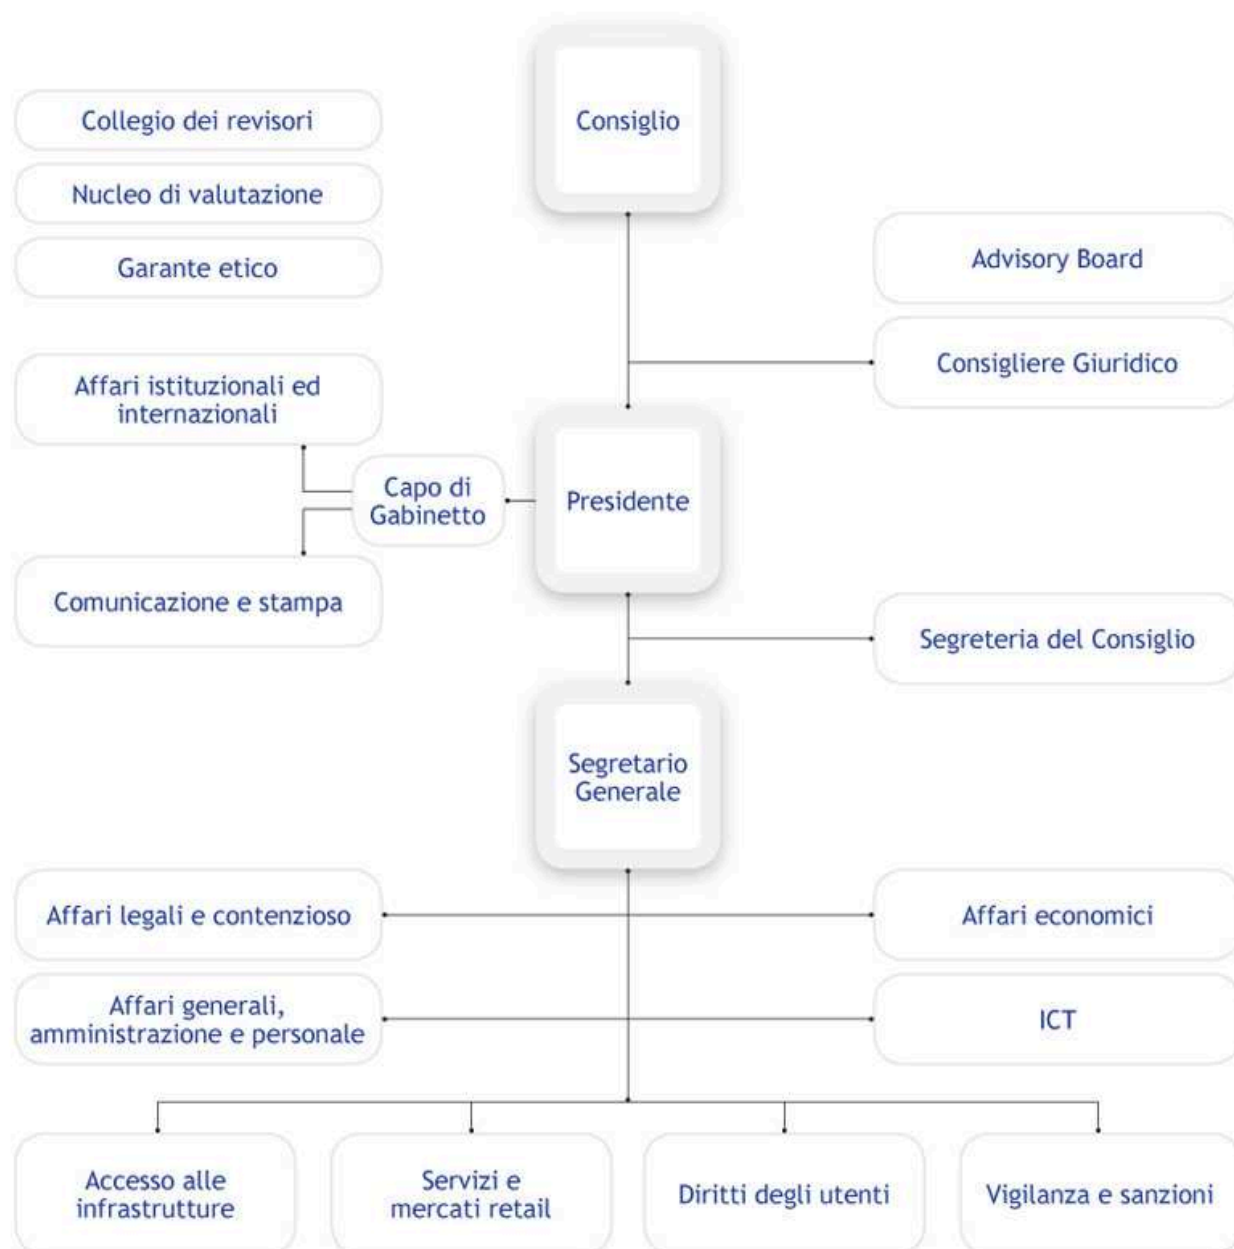 Consiglio
Collegio dei revisori
Nucleo di valutazione
Garante etico
Advisory Board
Consigliere Giuridico
Affari istituzionali ed
internazionali
Capo di
Gabinetto
Presidente
Comunicazione e stampa
Segreteria del Consiglio
Segretario
Generale
Affari legali e contenzioso
Affari economici
Affari generali,
amministrazione e personale
ICT
Accesso alle
infrastrutture
Servizi e
mercati retail
Diritti degli utenti
Vigilanza e sanzioni